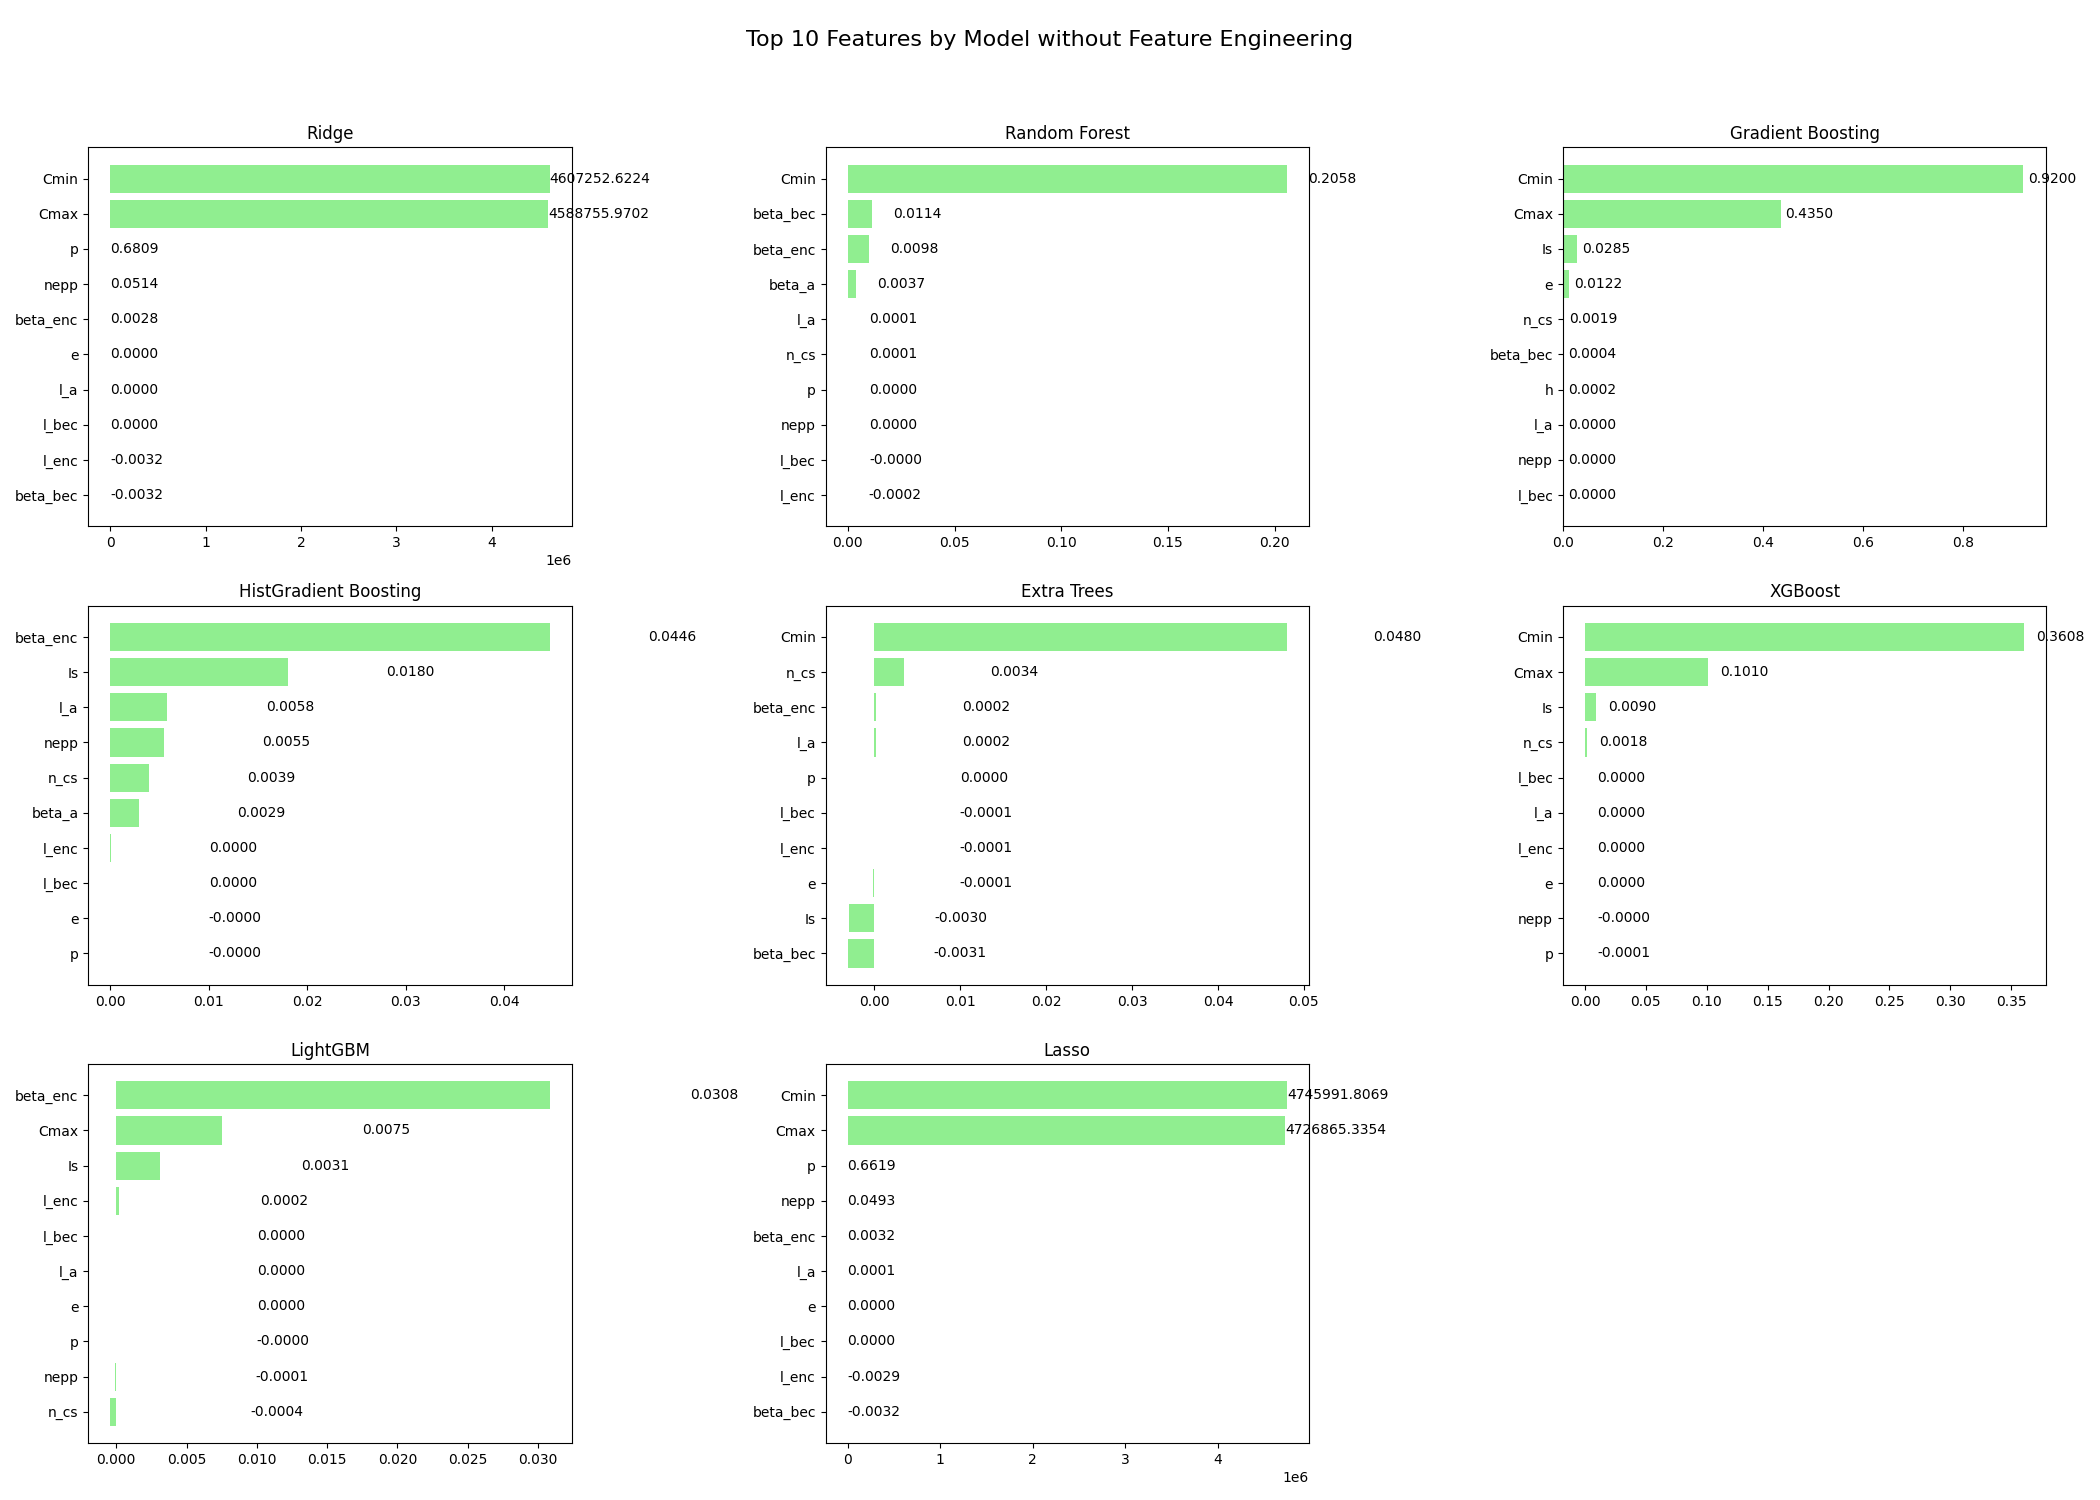 Top 10 Features by Model without Feature Engineering
Ridge
Cmin 4607252.6224
Cmax 4588755.9702
p 0.6809
nepp 0.0514
beta_enc 0.0028
e 0.0000
l_a 0.0000
l_bec 0.0000
l_enc -0.0032
beta_bec -0.0032
0 1 2 3 4
1e6
Random Forest
Cmin 0.2058
beta_bec 0.0114
beta_enc 0.0098
beta_a 0.0037
l_a 0.0001
n_cs 0.0001
p 0.0000
nepp 0.0000
l_bec -0.0000
l_enc -0.0002
0.00 0.05 0.10 0.15 0.20
Gradient Boosting
Cmin 0.9200
Cmax 0.4350
Is 0.0285
e 0.0122
n_cs 0.0019
beta_bec 0.0004
h 0.0002
l_a 0.0000
nepp 0.0000
l_bec 0.0000
0.0 0.2 0.4 0.6 0.8
HistGradient Boosting
beta_enc 0.0446
Is 0.0180
l_a 0.0058
nepp 0.0055
n_cs 0.0039
beta_a 0.0029
l_enc 0.0000
l_bec 0.0000
e -0.0000
p -0.0000
0.00 0.01 0.02 0.03 0.04
Extra Trees
Cmin 0.0480
n_cs 0.0034
beta_enc 0.0002
l_a 0.0002
p 0.0000
l_bec -0.0001
l_enc -0.0001
e -0.0001
Is -0.0030
beta_bec -0.0031
0.00 0.01 0.02 0.03 0.04 0.05
XGBoost
Cmin 0.3608
Cmax 0.1010
Is 0.0090
n_cs 0.0018
l_bec 0.0000
l_a 0.0000
l_enc 0.0000
e 0.0000
nepp -0.0000
p -0.0001
0.00 0.05 0.10 0.15 0.20 0.25 0.30 0.35
LightGBM
beta_enc 0.0308
Cmax 0.0075
Is 0.0031
l_enc 0.0002
l_bec 0.0000
l_a 0.0000
e 0.0000
p -0.0000
nepp -0.0001
n_cs -0.0004
0.000 0.005 0.010 0.015 0.020 0.025 0.030
Lasso
Cmin 4745991.8069
Cmax 4726865.3354
p 0.6619
nepp 0.0493
beta_enc 0.0032
l_a 0.0001
e 0.0000
l_bec 0.0000
l_enc -0.0029
beta_bec -0.0032
0 1 2 3 4
1e6